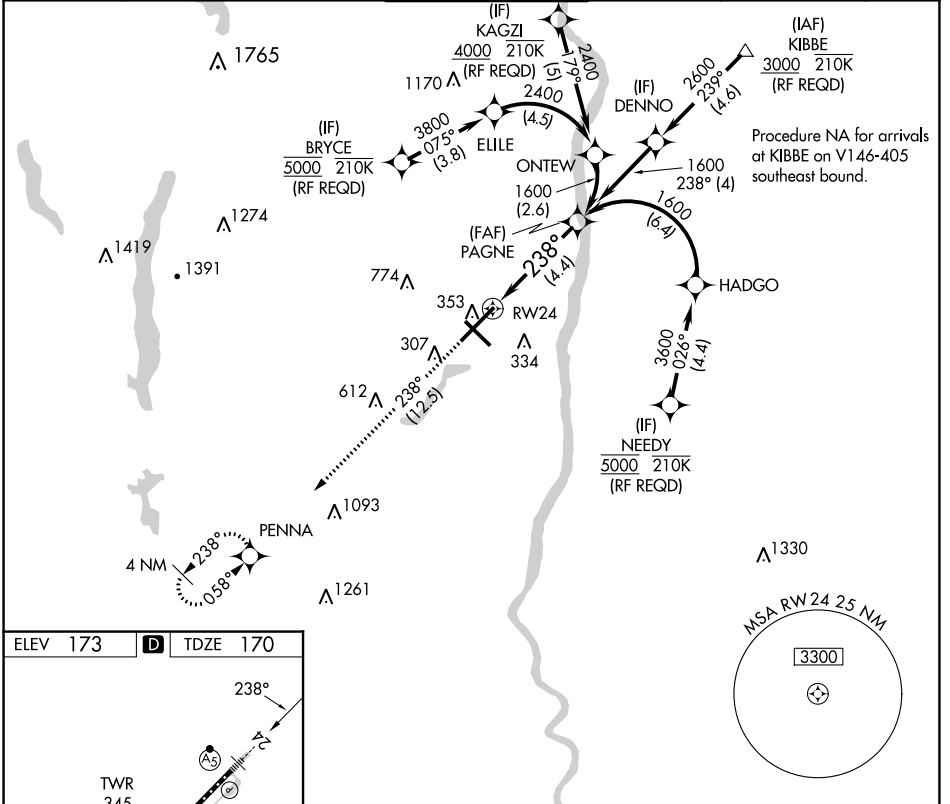 (IF)
KAGZI
4000 210K
(RF REQD)
2400
179°
(5)
(IAF)
KIBBE
3000 210K
(RF REQD)
2600
239°
(4.6)
1765
1170
(IF)
DENNO
2400
(4.5)
3800
075°
(3.8)
ELILE
(IF)
BRYCE
5000 210K
(RF REQD)
Procedure NA for arrivals
at KIBBE on V146-405
southeast bound.
ONTEW
1600
238° (4)
1600
(2.6)
1600
(6.4)
(FAF)
PAGNE
1274
1419
1391
238°
(4.4)
774
HADGO
353
RW24
307
334
3600
026°
(4.4)
612
238°
(12.5)
(IF)
NEEDY
5000 210K
(RF REQD)
1093
PENNA
4 NM
238°
058°
1261
1330
MSA RW24 25 NM
3300
ELEV 173 D TDZE 170
238°
24
A5
P
TWR
345